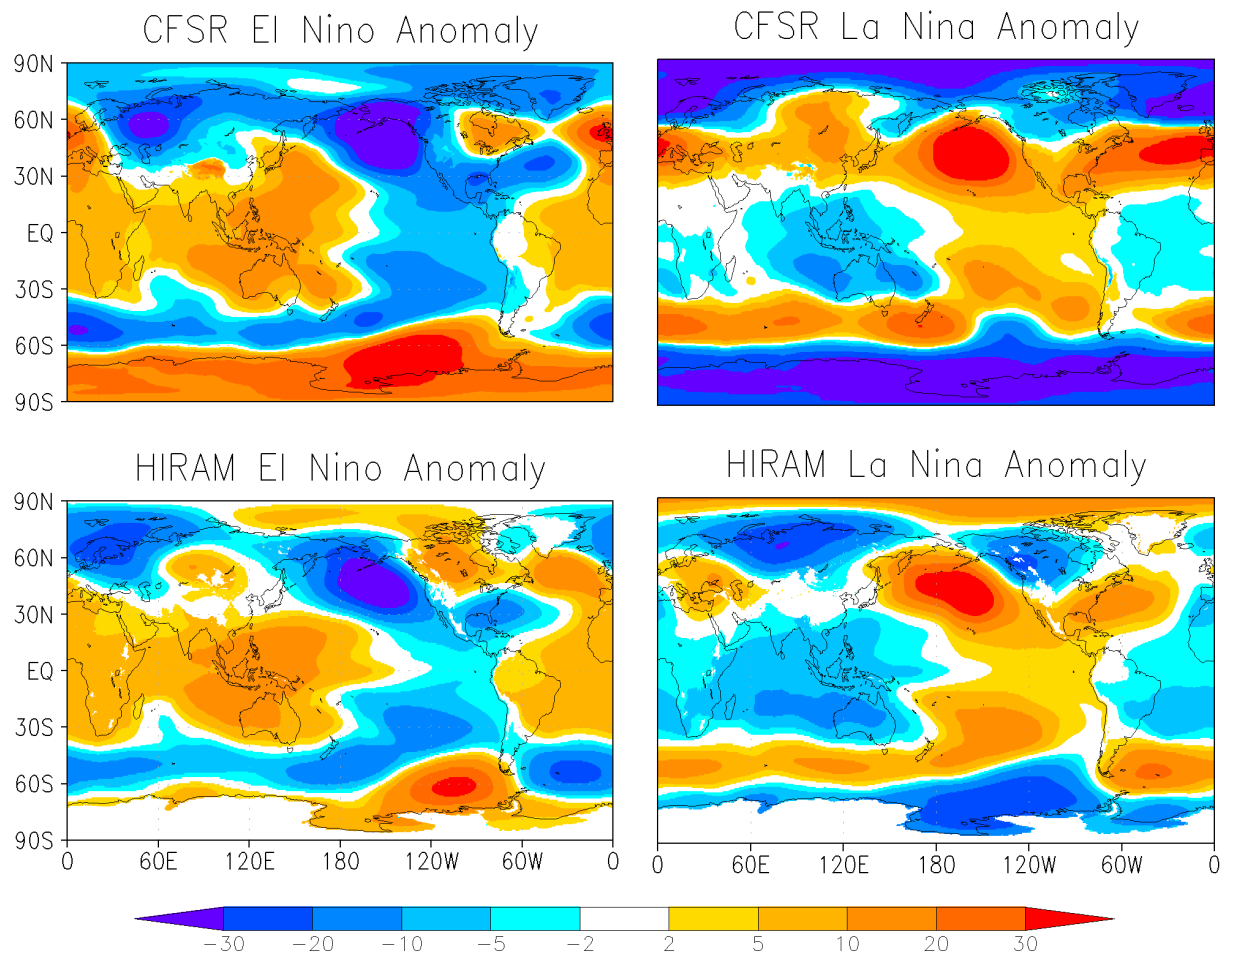 CFSR El Nino Anomaly
CFSR La Nina Anomaly
90N
60N
30N
EQ
30S
60S
90S
HIRAM El Nino Anomaly
HIRAM La Nina Anomaly
90N
60N
30N
EQ
30S
60S
90S
0 60E 120E 180 120W 60W 0
0 60E 120E 180 120W 60W 0
-30 -20 -10 -5 -2 2 5 10 20 30